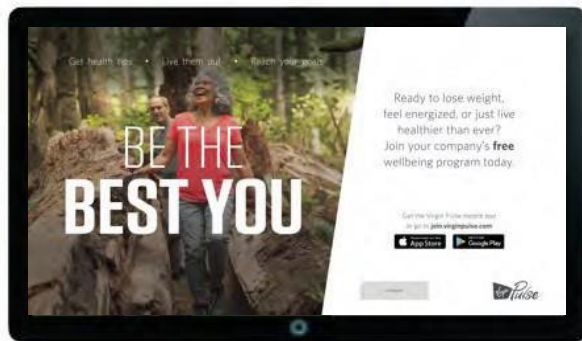 Get health tips • Live them out • Reach your goals
BE THE
BEST YOU
Ready to lose weight,
feel energized, or just live
healthier than ever?
Join your company's free
wellbeing program today.
Get the Virgin Pulse mobile app
or go to join.virginpulse.com
App Store
Google Play
Pulse